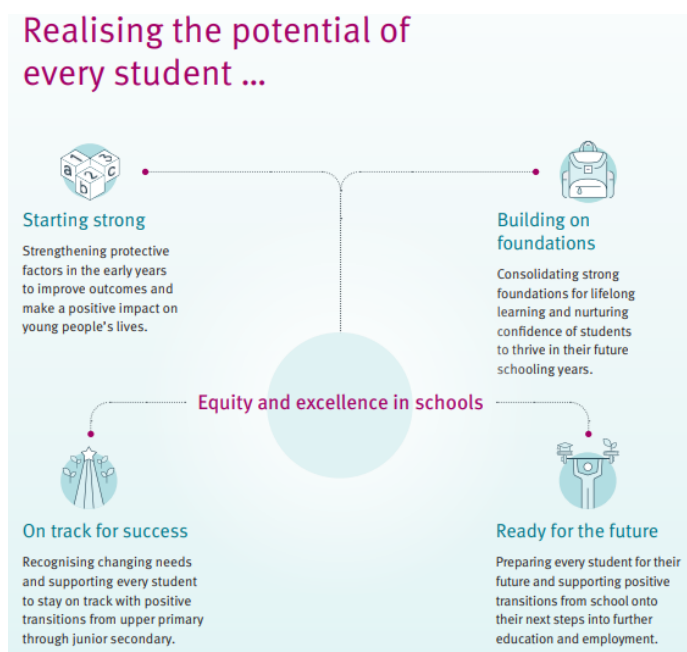 Realising the potential of
every student ...
a
1
3
c
2
b
Starting strong
Strengthening protective
factors in the early years
to improve outcomes and
make a positive impact on
young people's lives.
Building on
foundations
Consolidating strong
foundations for lifelong
learning and nurturing
confidence of students
to thrive in their future
schooling years.
Equity and excellence in schools
On track for success
Recognising changing needs
and supporting every student
to stay on track with positive
transitions from upper primary
through junior secondary.
Ready for the future
Preparing every student for their
future and supporting positive
transitions from school onto
their next steps into further
education and employment.